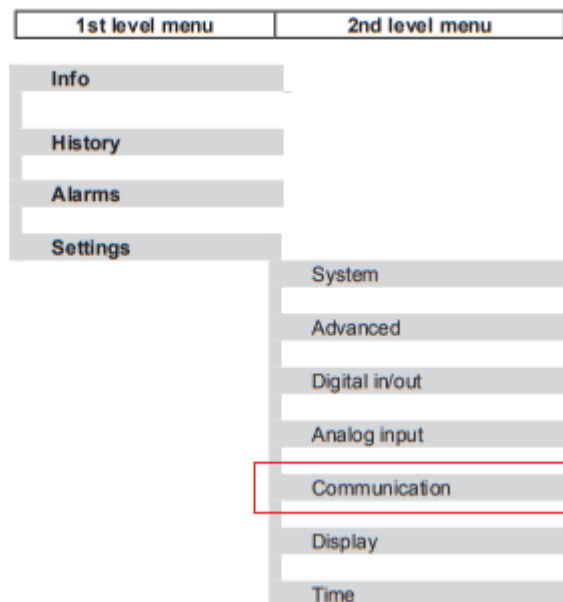 1st level menu 2nd level menu
Info
History
Alarms
Settings
System
Advanced
Digital in/out
Analog input
Communication
Display
Time